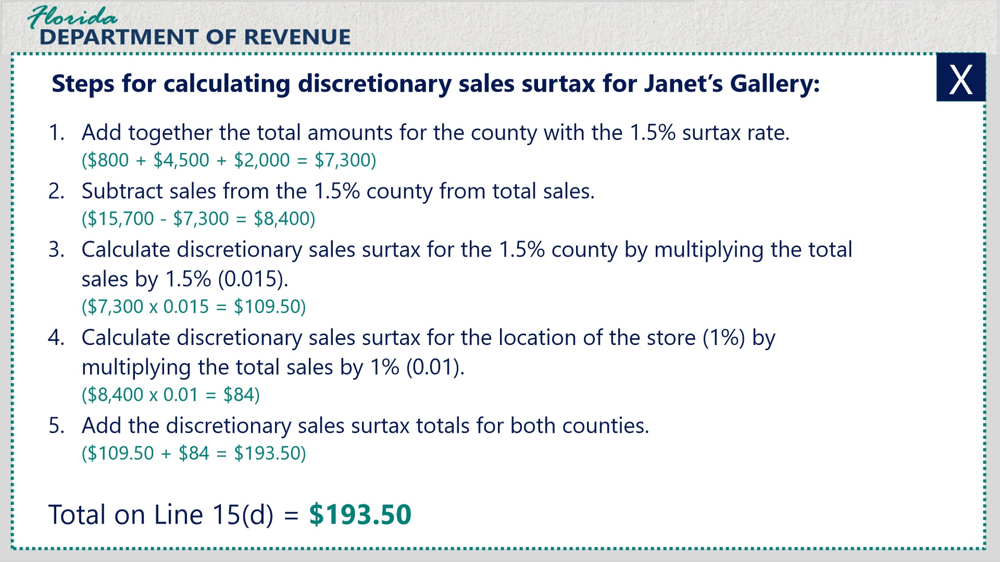 Florida
DEPARTMENT OF REVENUE
X
Steps for calculating discretionary sales surtax for Janet’s Gallery:
1. Add together the total amounts for the county with the 1.5% surtax rate.
($800 + $4,500 + $2,000 = $7,300)
2. Subtract sales from the 1.5% county from total sales.
($15,700 - $7,300 = $8,400)
3. Calculate discretionary sales surtax for the 1.5% county by multiplying the total
sales by 1.5% (0.015).
($7,300 x 0.015 = $109.50)
4. Calculate discretionary sales surtax for the location of the store (1%) by
multiplying the total sales by 1% (0.01).
($8,400 x 0.01 = $84)
5. Add the discretionary sales surtax totals for both counties.
($109.50 + $84 = $193.50)
Total on Line 15(d) = $193.50